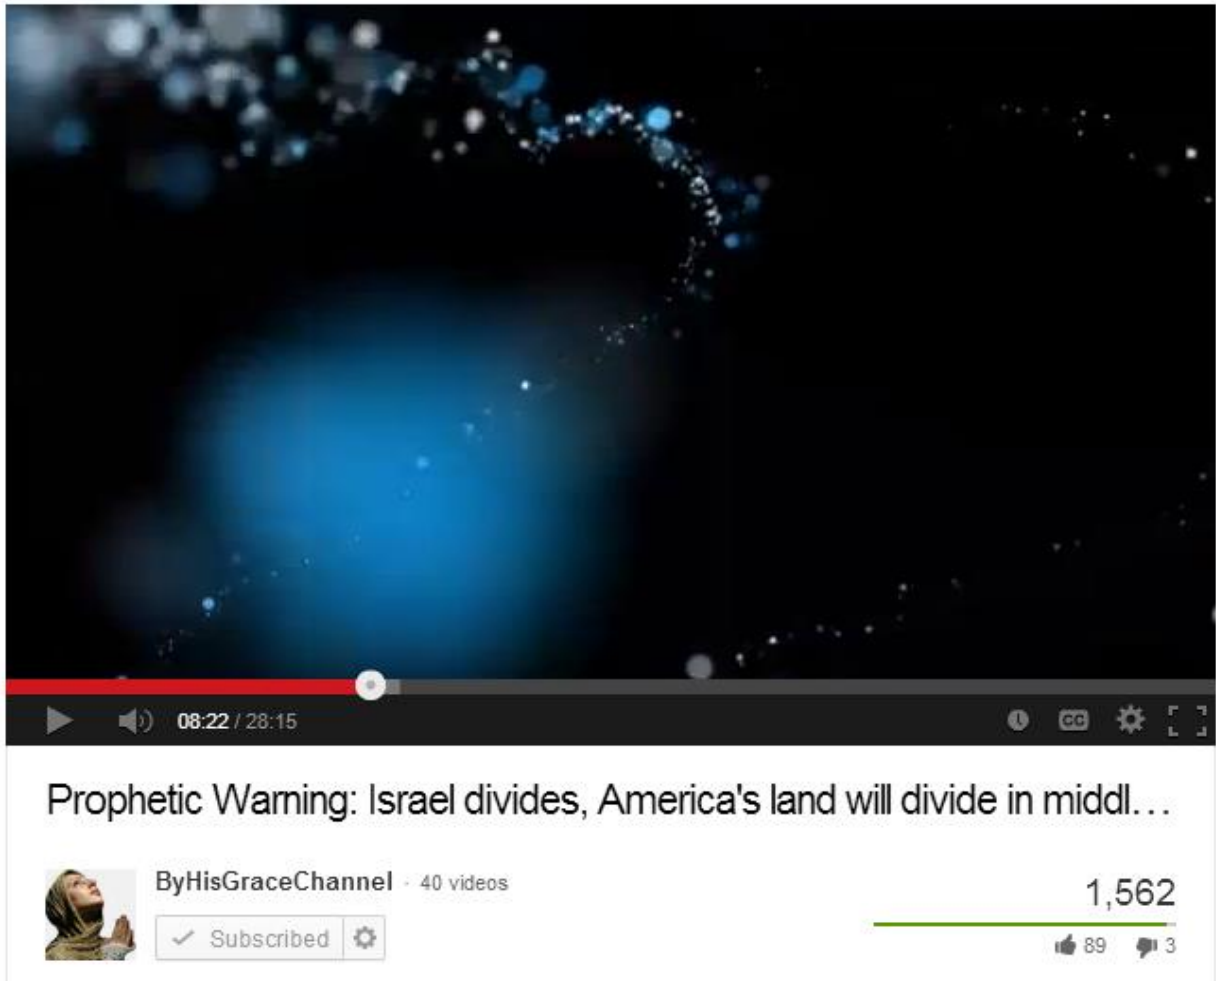 08:22 / 28:15
CC
Prophetic Warning: Israel divides, America's land will divide in middl...
ByHisGraceChannel · 40 videos
Subscribed
1,562
89 3